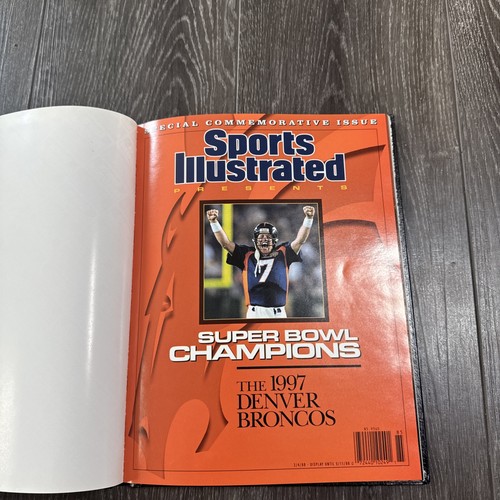 SPECIAL COMMEMORATIVE ISSUE
Sports
Illustrated
PRESENTS
7
SUPER BOWL
CHAMPIONS
THE 1997
DENVER
BRONCOS